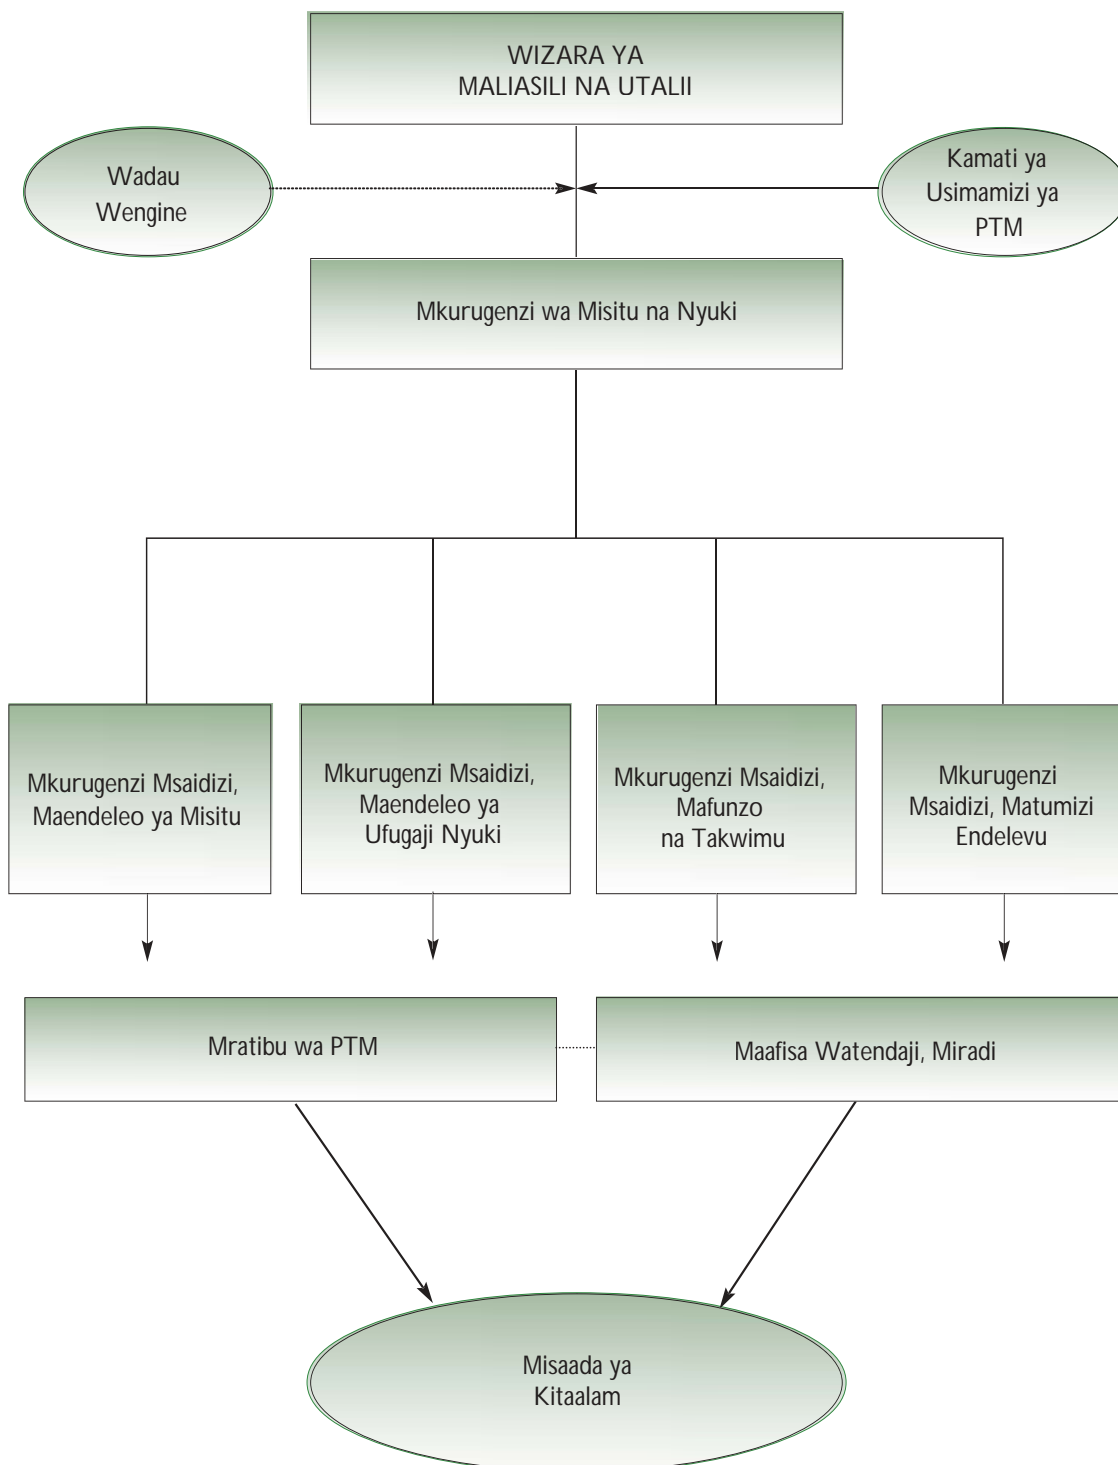 WIZARA YA
MALIASILI NA UTALII
Wadau
Wengine
Kamati ya
Usimamizi ya
PTM
Mkurugenzi wa Misitu na Nyuki
Mkurugenzi Msaidizi,
Maendeleo ya Misitu
Mkurugenzi Msaidizi,
Maendeleo ya
Ufugaji Nyuki
Mkurugenzi Msaidizi,
Mafunzo
na Takwimu
Mkurugenzi
Msaidizi, Matumizi
Endelevu
Mratibu wa PTM
Maafisa Watendaji, Miradi
Misaada ya
Kitaalam